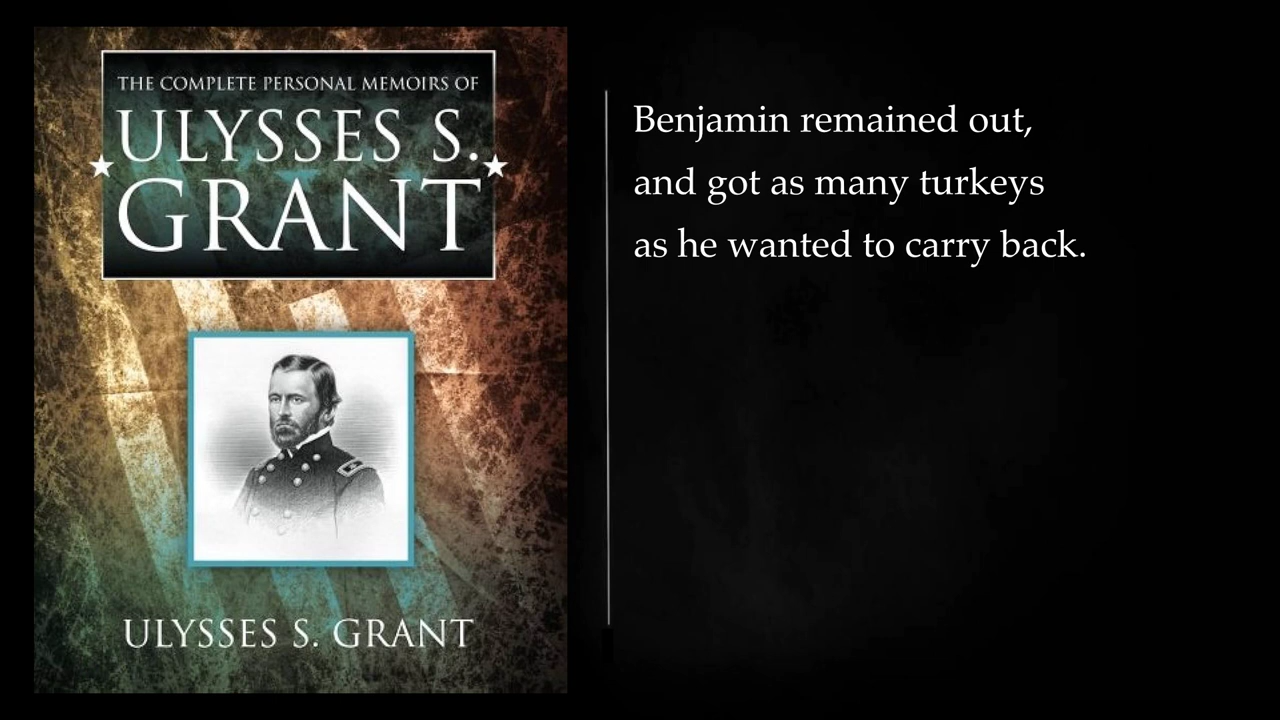 THE COMPLETE PERSONAL MEMOIRS OF
ULYSSES S.
GRANT
ULYSSES S. GRANT
Benjamin remained out,
and got as many turkeys
as he wanted to carry back.